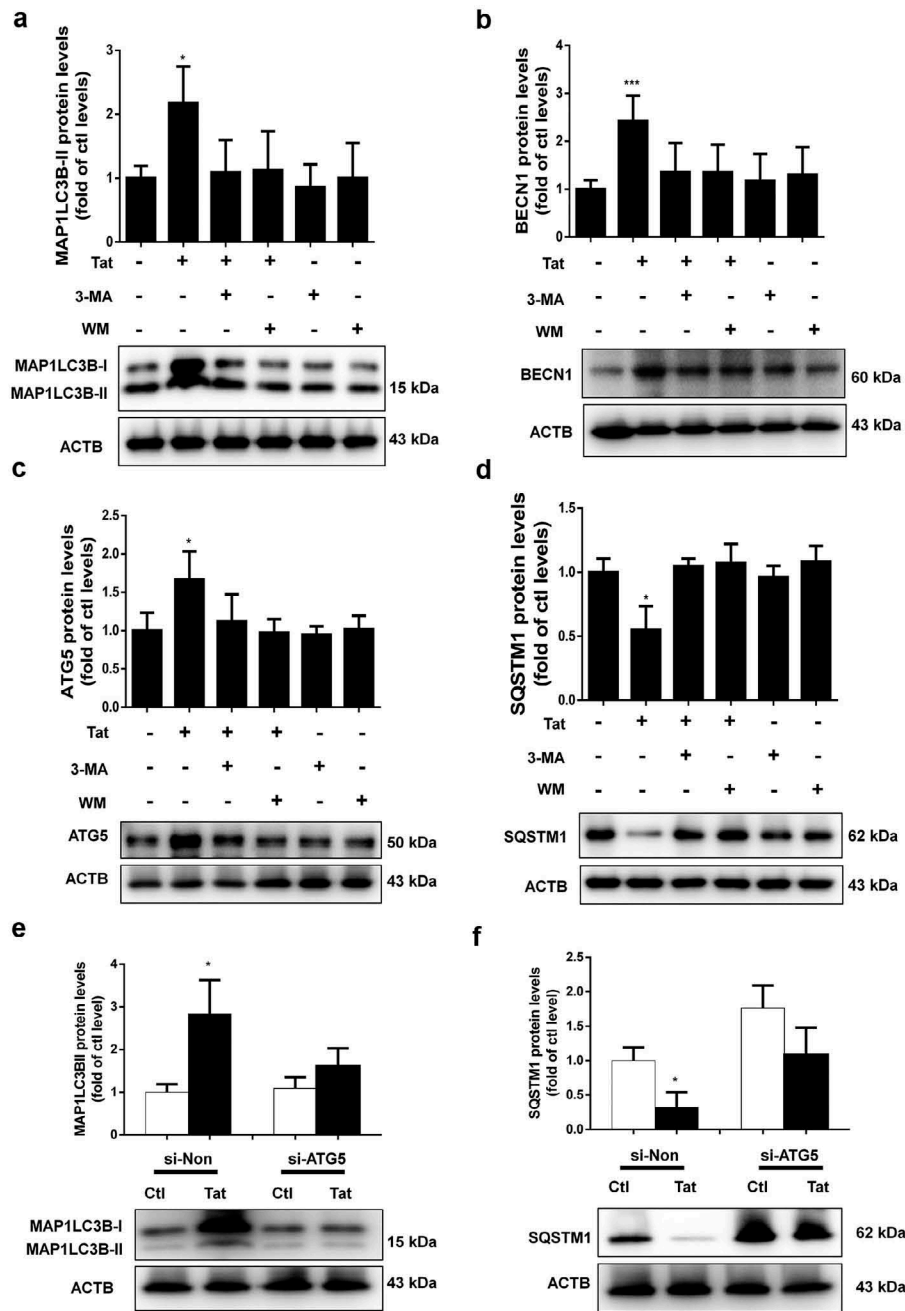 a
MAP1LC3B-II protein levels
(fold of ctl levels)
3
2
1
0
*
Tat - + + + - -
3-MA - - + - + -
WM - - - + - +
MAP1LC3B-I
MAP1LC3B-II
15 kDa
ACTB
43 kDa
b
BECN1 protein levels
(fold of ctl levels)
4
3
2
1
0
***
Tat - + + + - -
3-MA - - + - + -
WM - - - + - +
BECN1
60 kDa
ACTB
43 kDa
c
ATG5 protein levels
(fold of ctl levels)
2.5
2.0
1.5
1.0
0.5
0.0
*
Tat - + + + - -
3-MA - - + - + -
WM - - - + - +
ATG5
50 kDa
ACTB
43 kDa
d
SQSTM1 protein levels
(fold of ctl levels)
1.5
1.0
0.5
0.0
*
Tat - + + + - -
3-MA - - + - + -
WM - - - + - +
SQSTM1
62 kDa
ACTB
43 kDa
e
MAP1LC3BII protein levels
(fold of ctl level)
4
3
2
1
0
*
si-Non si-ATG5
Ctl Tat Ctl Tat
MAP1LC3B-I
MAP1LC3B-II
15 kDa
ACTB
43 kDa
f
SQSTM1 protein levels
(fold of ctl level)
2.5
2.0
1.5
1.0
0.5
0.0
*
si-Non si-ATG5
Ctl Tat Ctl Tat
SQSTM1
62 kDa
ACTB
43 kDa